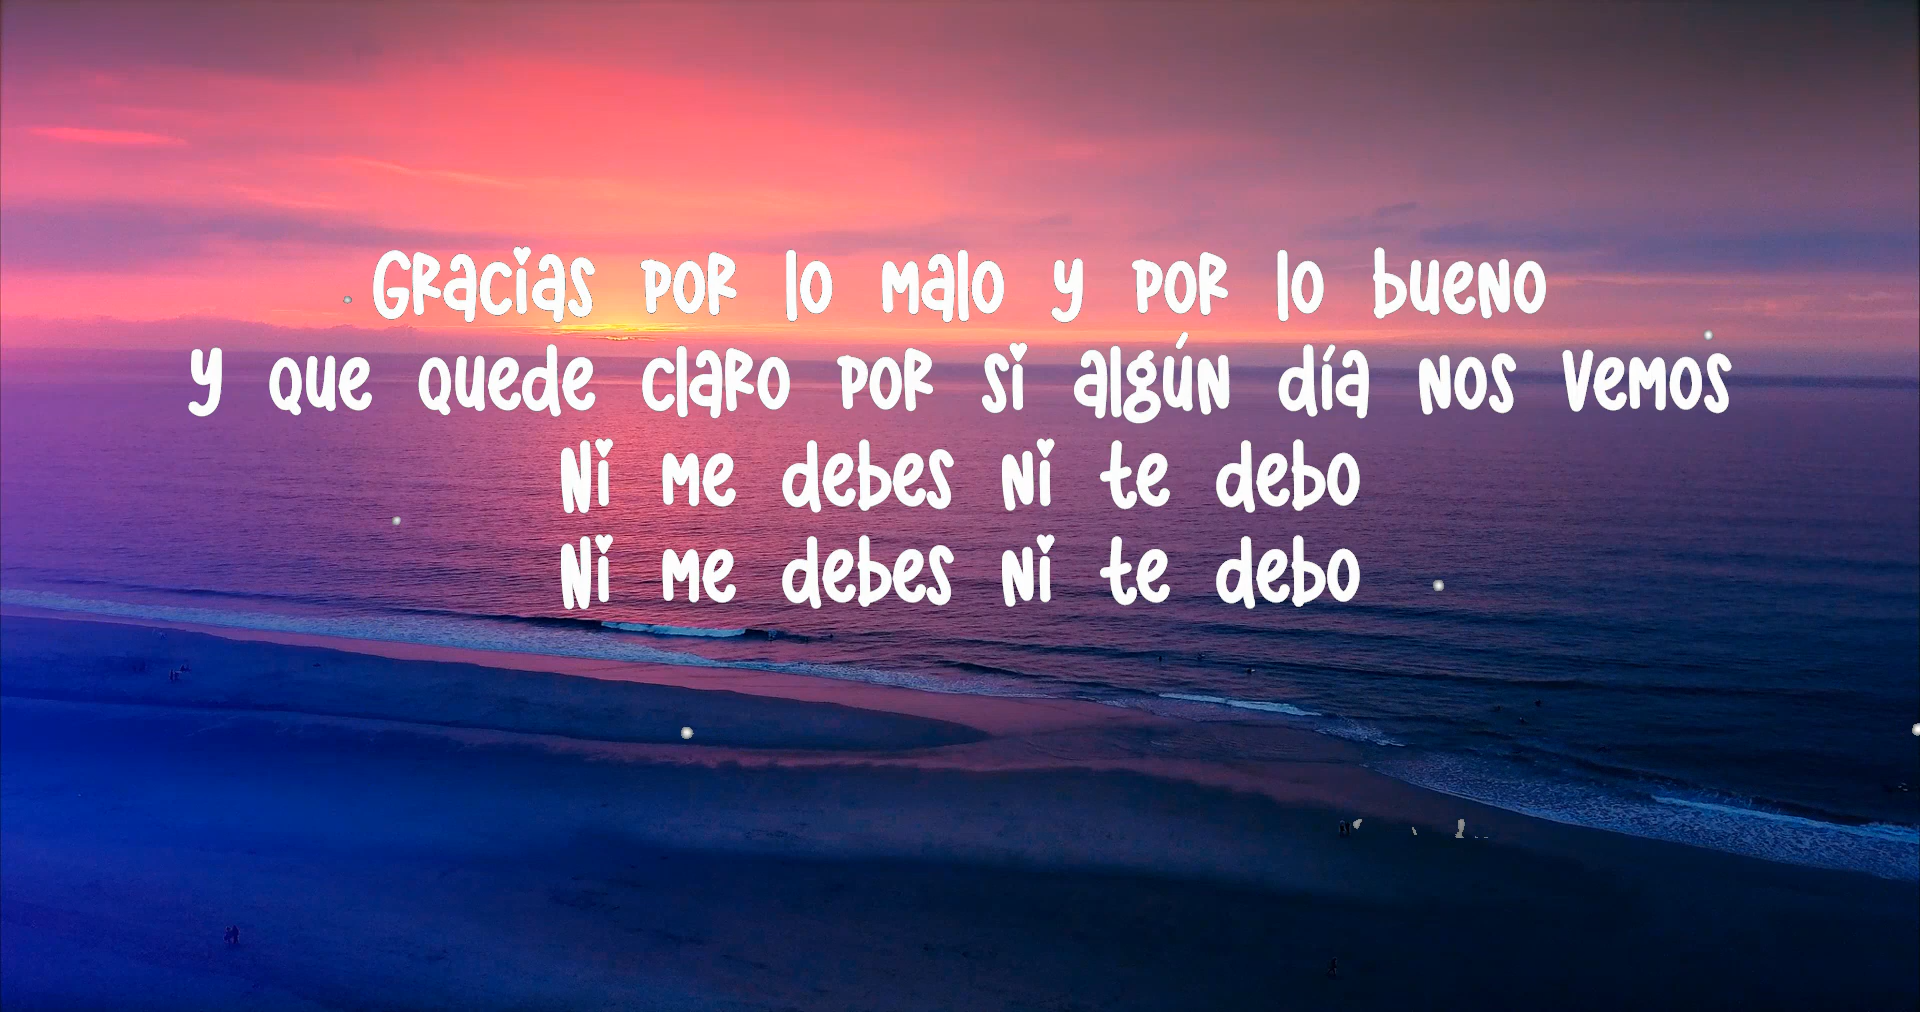 Gracias por lo malo y por lo bueno
y que quede claro por si algún día nos vemos
Ni me debes ni te debo
Ni me debes ni te debo